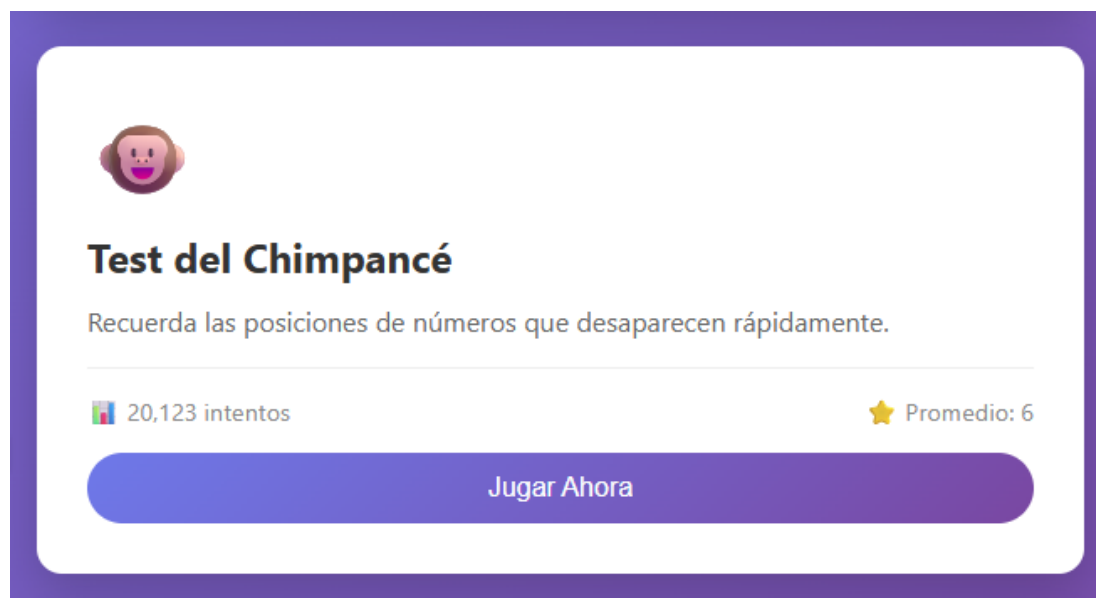 Test del Chimpancé
Recuerda las posiciones de números que desaparecen rápidamente.
20,123 intentos
Promedio: 6
Jugar Ahora